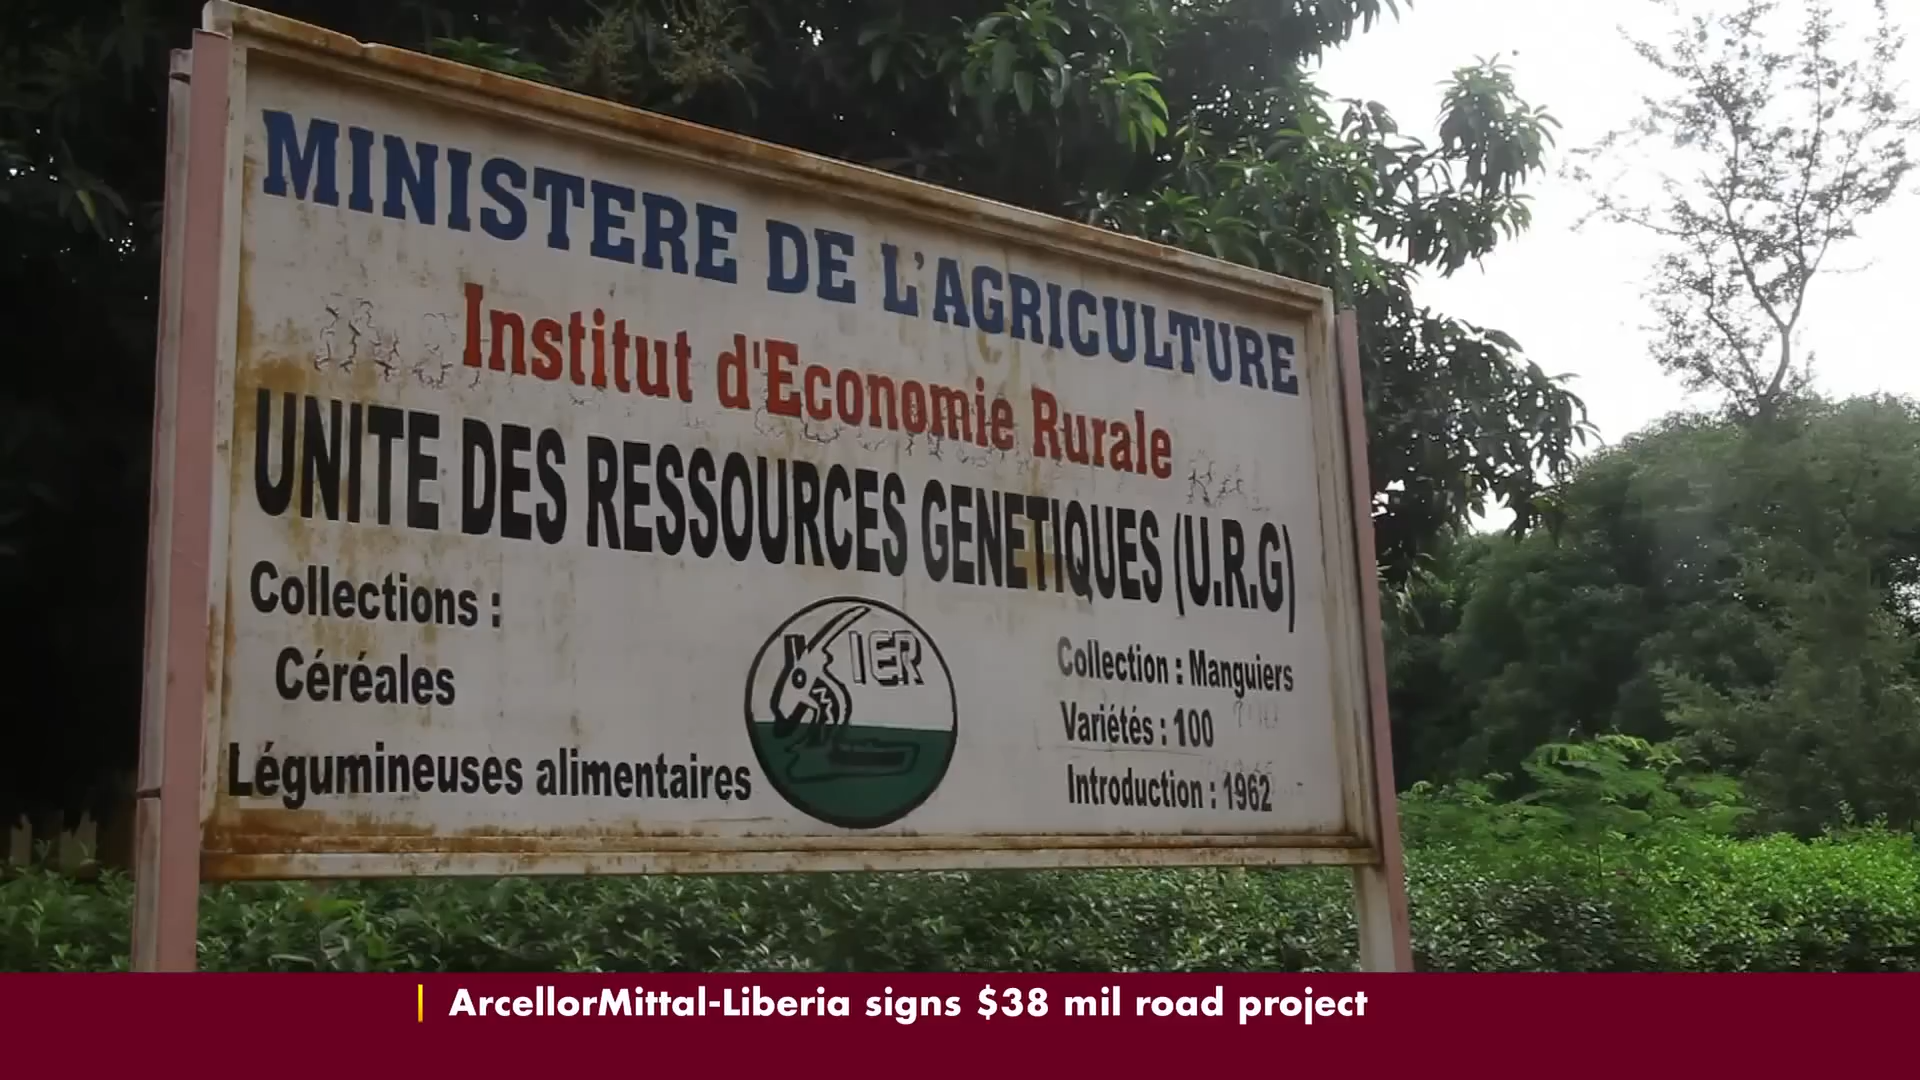 MINISTERE DE L'AGRICULTURE
Institut d'Economie Rurale
UNITE DES RESSOURCES GENETIQUES (U.R.G)
Collections :
Céréales
Légumineuses alimentaires
IER
Collection : Manguiers
Variétés : 100
Introduction : 1962
| ArcellorMittal-Liberia signs $38 mil road project